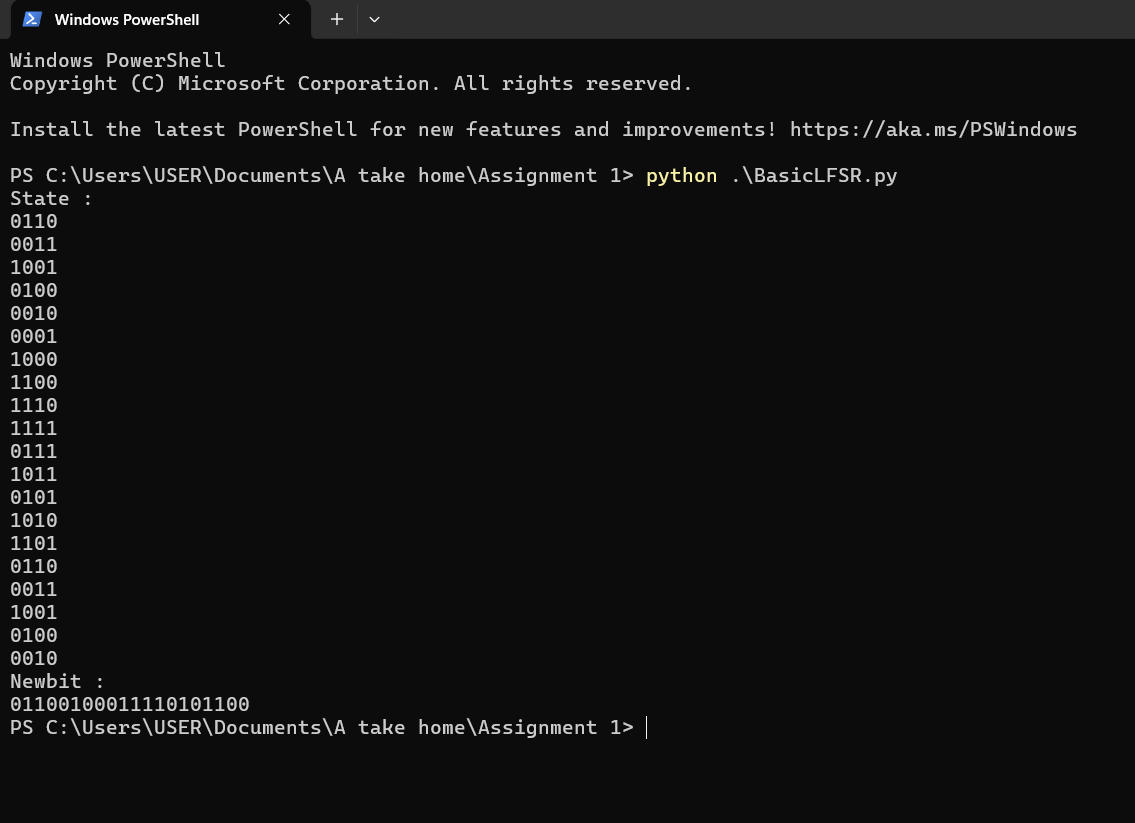 Windows PowerShell
Windows PowerShell
Copyright (C) Microsoft Corporation. All rights reserved.
Install the latest PowerShell for new features and improvements! https://aka.ms/PSWindows
PS C:\Users\USER\Documents\A take home\Assignment 1> python .\BasicLFSR.py
State :
0110
0011
1001
0100
0010
0001
1000
1100
1110
1111
0111
1011
0101
1010
1101
0110
0011
1001
0100
0010
Newbit :
01100100011110101100
PS C:\Users\USER\Documents\A take home\Assignment 1>